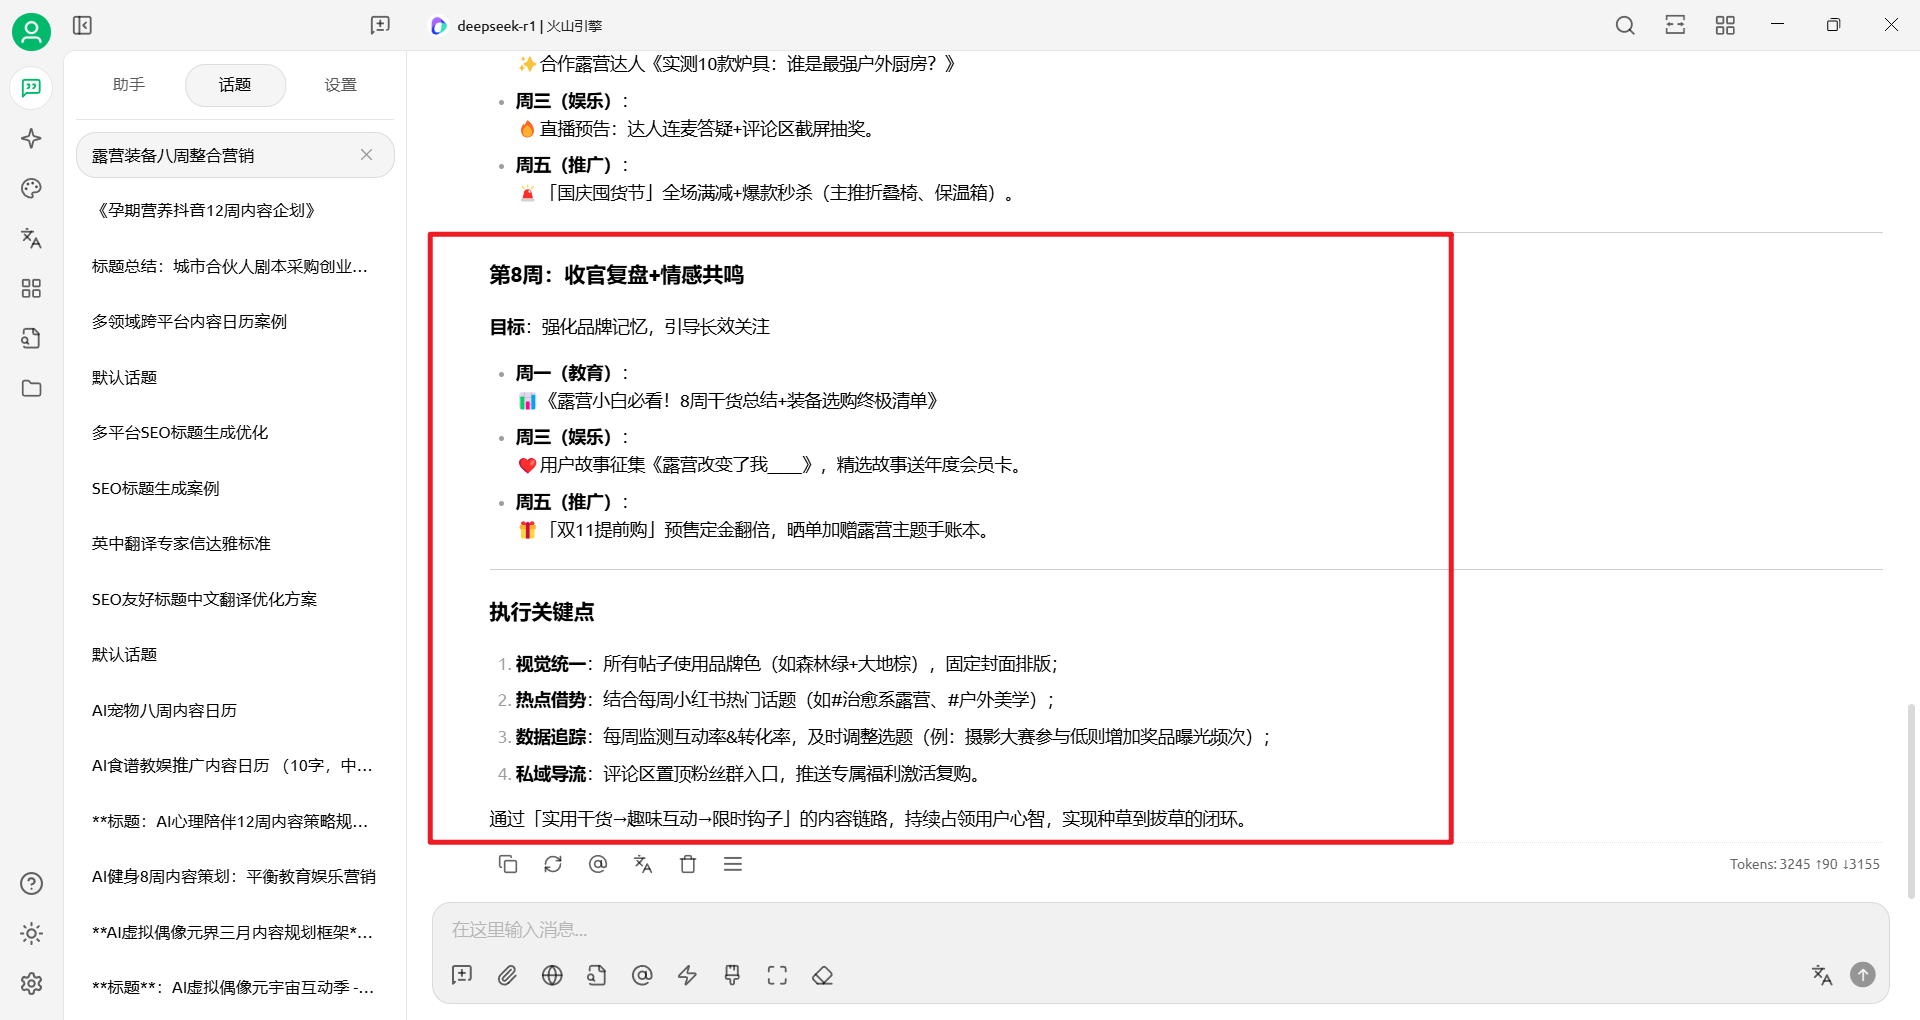 deepseek-r1 | 火山引擎
助手
话题
设置
露营装备八周整合营销
《孕期营养抖音12周内容企划》
标题总结：城市合伙人剧本采购创业...
多领域跨平台内容日历案例
默认话题
多平台SEO标题生成优化
SEO标题生成案例
英中翻译专家信达雅标准
SEO友好标题中文翻译优化方案
默认话题
AI宠物八周内容日历
AI食谱教娱推广内容日历 （10字，中...
**标题：AI心理陪伴12周内容策略规...
AI健身8周内容策划：平衡教育娱乐营销
**AI虚拟偶像元界三月内容规划框架*...
**标题**：AI虚拟偶像元宇宙互动季 -...
✨合作露营达人《实测10款炉具：谁是最强户外厨房？》
周三（娱乐）：
🔥直播预告：达人连麦答疑+评论区截屏抽奖。
周五（推广）：
🚨「国庆囤货节」全场满减+爆款秒杀（主推折叠椅、保温箱）。
第8周：收官复盘+情感共鸣
目标：强化品牌记忆，引导长效关注
周一（教育）：
📊《露营小白必看！8周干货总结+装备选购终极清单》
周三（娱乐）：
❤️用户故事征集《露营改变了我____》，精选故事送年度会员卡。
周五（推广）：
🎁「双11提前购」预售定金翻倍，晒单加赠露营主题手账本。
执行关键点
1. 视觉统一：所有帖子使用品牌色（如森林绿+大地棕），固定封面排版；
2. 热点借势：结合每周小红书热门话题（如#治愈系露营、#户外美学）；
3. 数据追踪：每周监测互动率&转化率，及时调整选题（例：摄影大赛参与低则增加奖品曝光频次）；
4. 私域导流：评论区置顶粉丝群入口，推送专属福利激活复购。
通过「实用干货→趣味互动→限时钩子」的内容链路，持续占领用户心智，实现种草到拔草的闭环。
Tokens: 3245 ↑90 ↓3155
在这里输入消息...